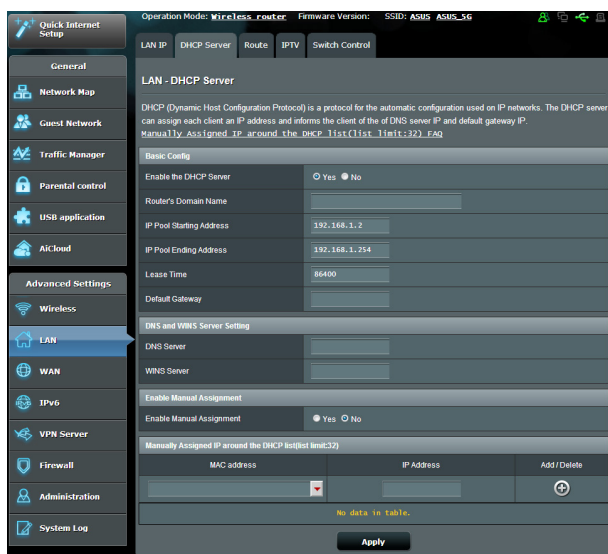 Quick Internet
Setup
General
Network Map
Guest Network
Traffic Manager
Parental control
USB application
AiCloud
Advanced Settings
Wireless
LAN
WAN
IPv6
VPN Server
Firewall
Administration
System Log
Operation Mode: Wireless router Firmware Version: SSID: ASUS ASUS_5G
LAN IP DHCP Server Route IPTV Switch Control
LAN - DHCP Server
DHCP (Dynamic Host Configuration Protocol) is a protocol for the automatic configuration used on IP networks. The DHCP server
can assign each client an IP address and informs the client of the of DNS server IP and default gateway IP.
Manually Assigned IP around the DHCP list(list limit:32) FAQ
Basic Config
Enable the DHCP Server Yes No
Router's Domain Name
IP Pool Starting Address 192.168.1.2
IP Pool Ending Address 192.168.1.254
Lease Time 86400
Default Gateway
DNS and WINS Server Setting
DNS Server
WINS Server
Enable Manual Assignment
Enable Manual Assignment Yes No
Manually Assigned IP around the DHCP list(list limit:32)
MAC address IP Address Add / Delete
No data in table.
Apply